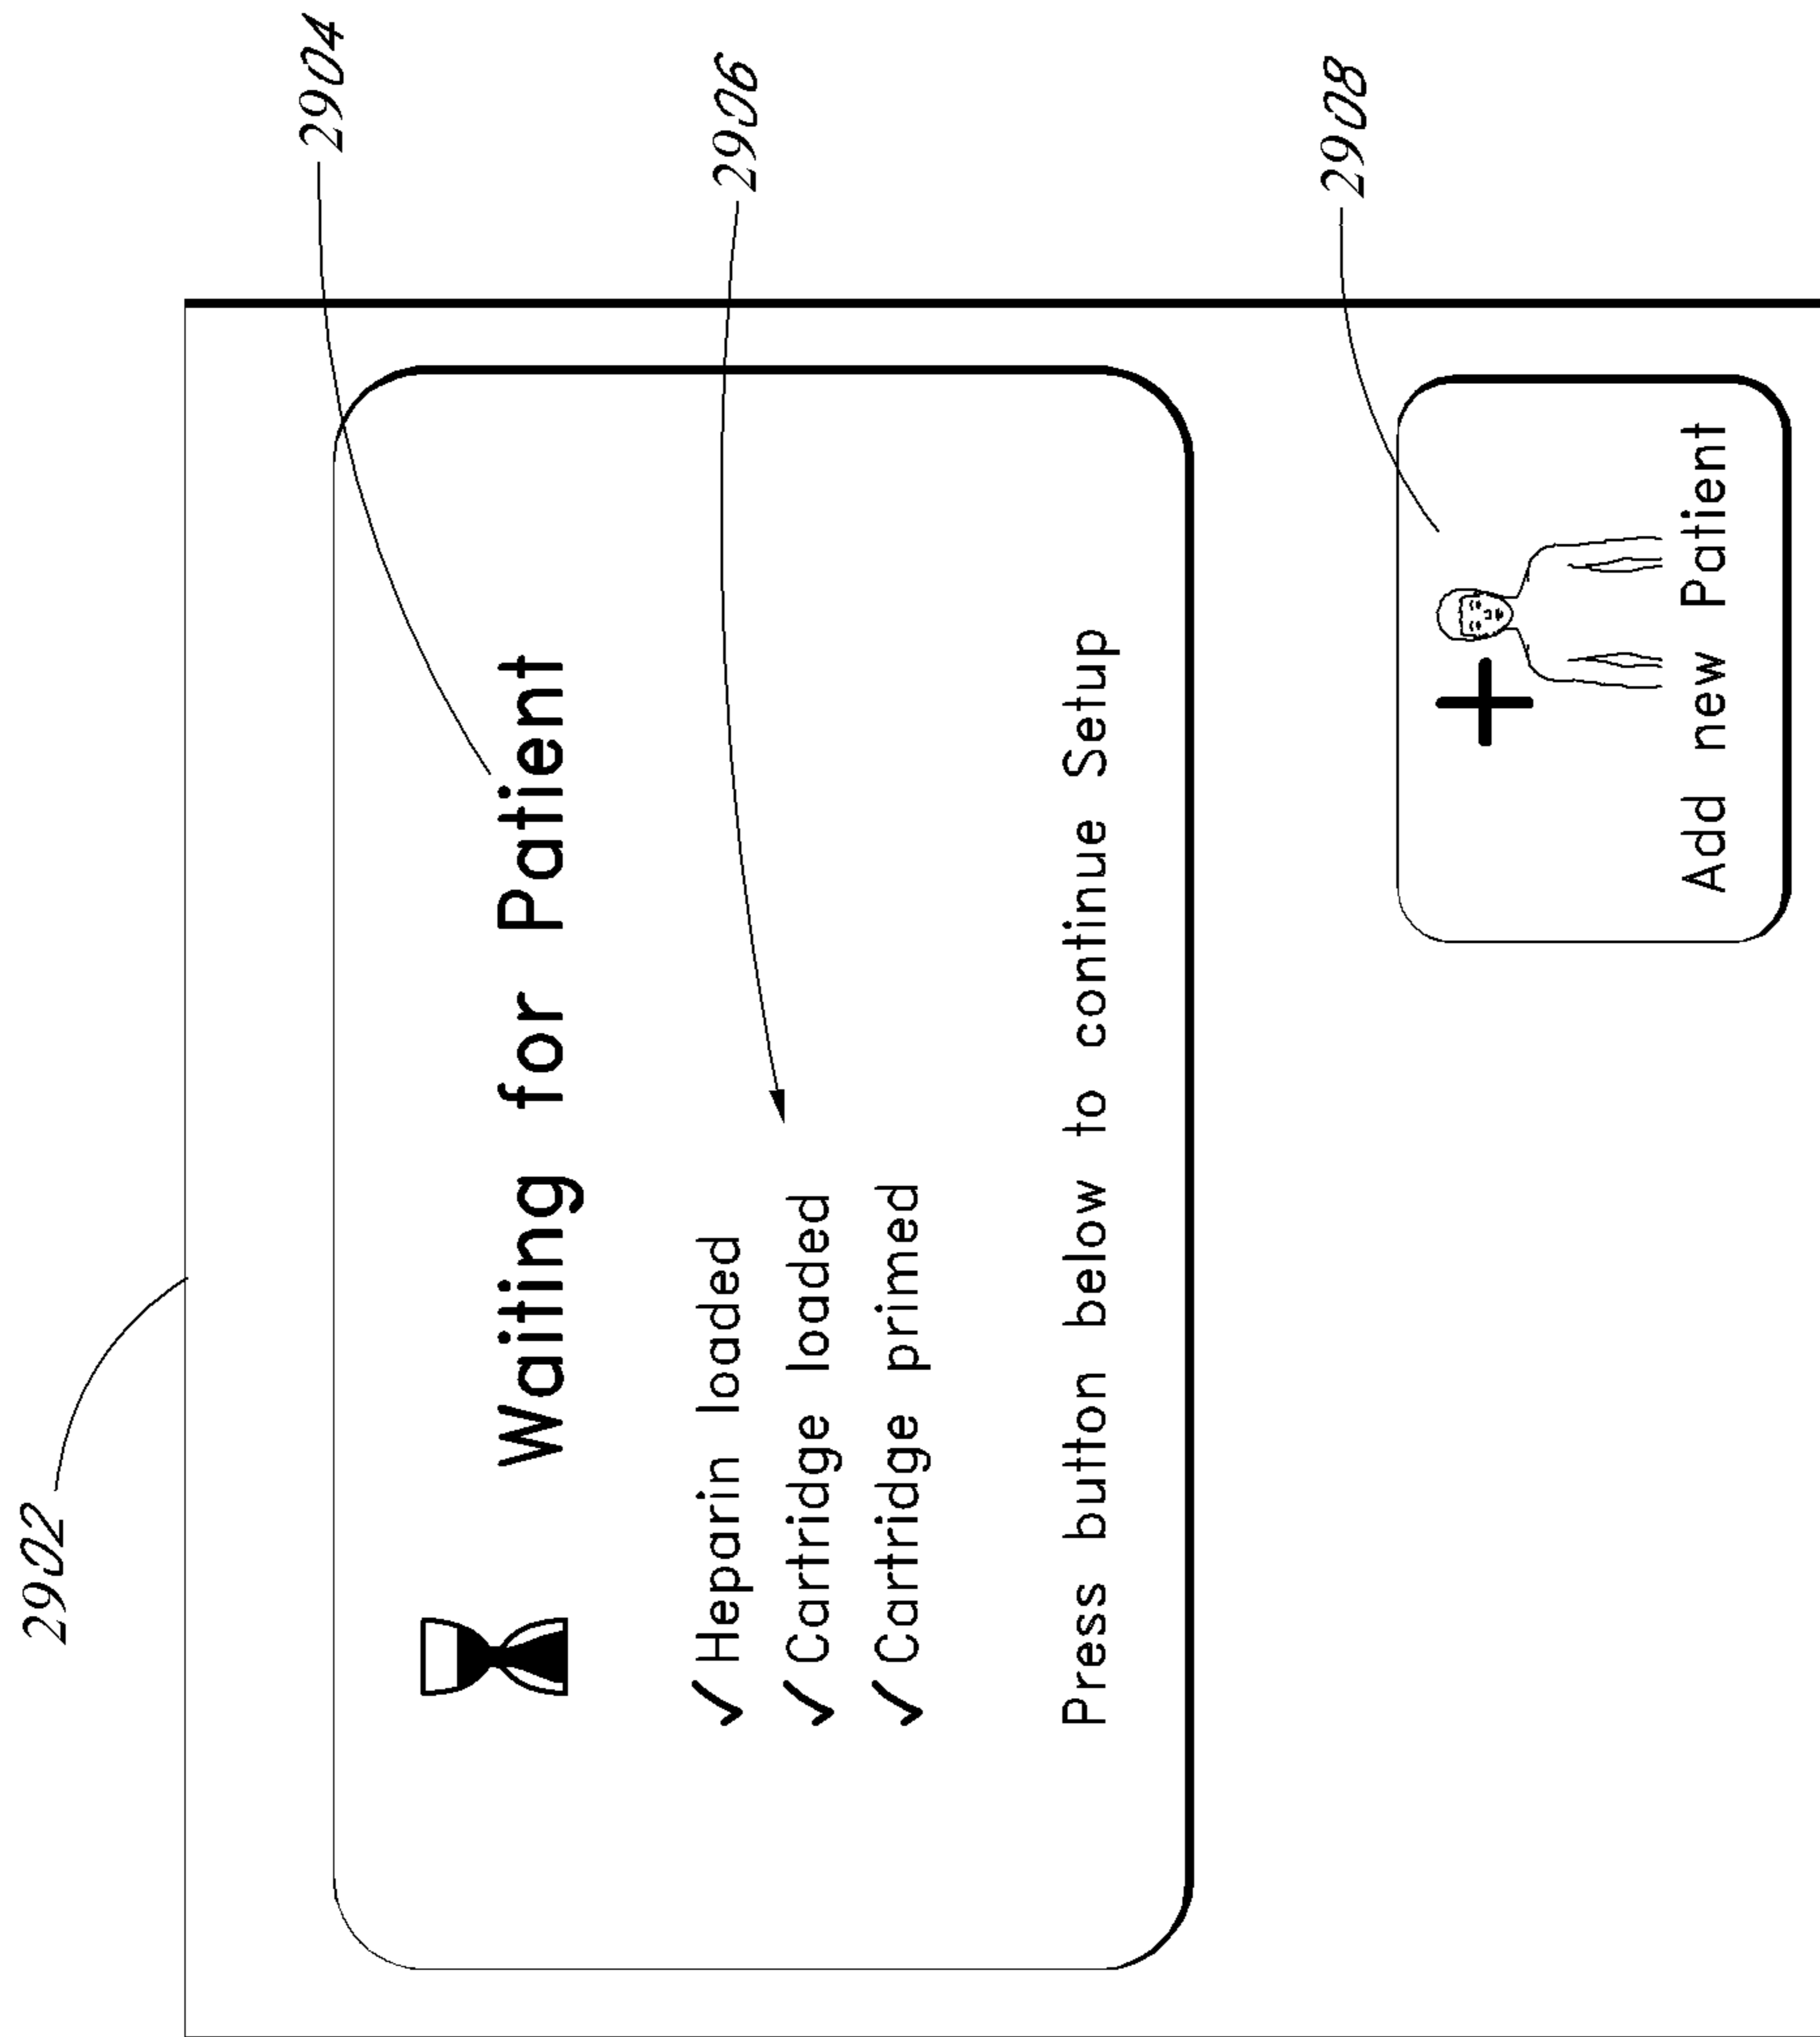 2902
2904
Waiting for Patient
2906
✓ Heparin loaded
✓ Cartridge loaded
✓ Cartridge primed
Press button below to continue Setup
2908
Add new Patient